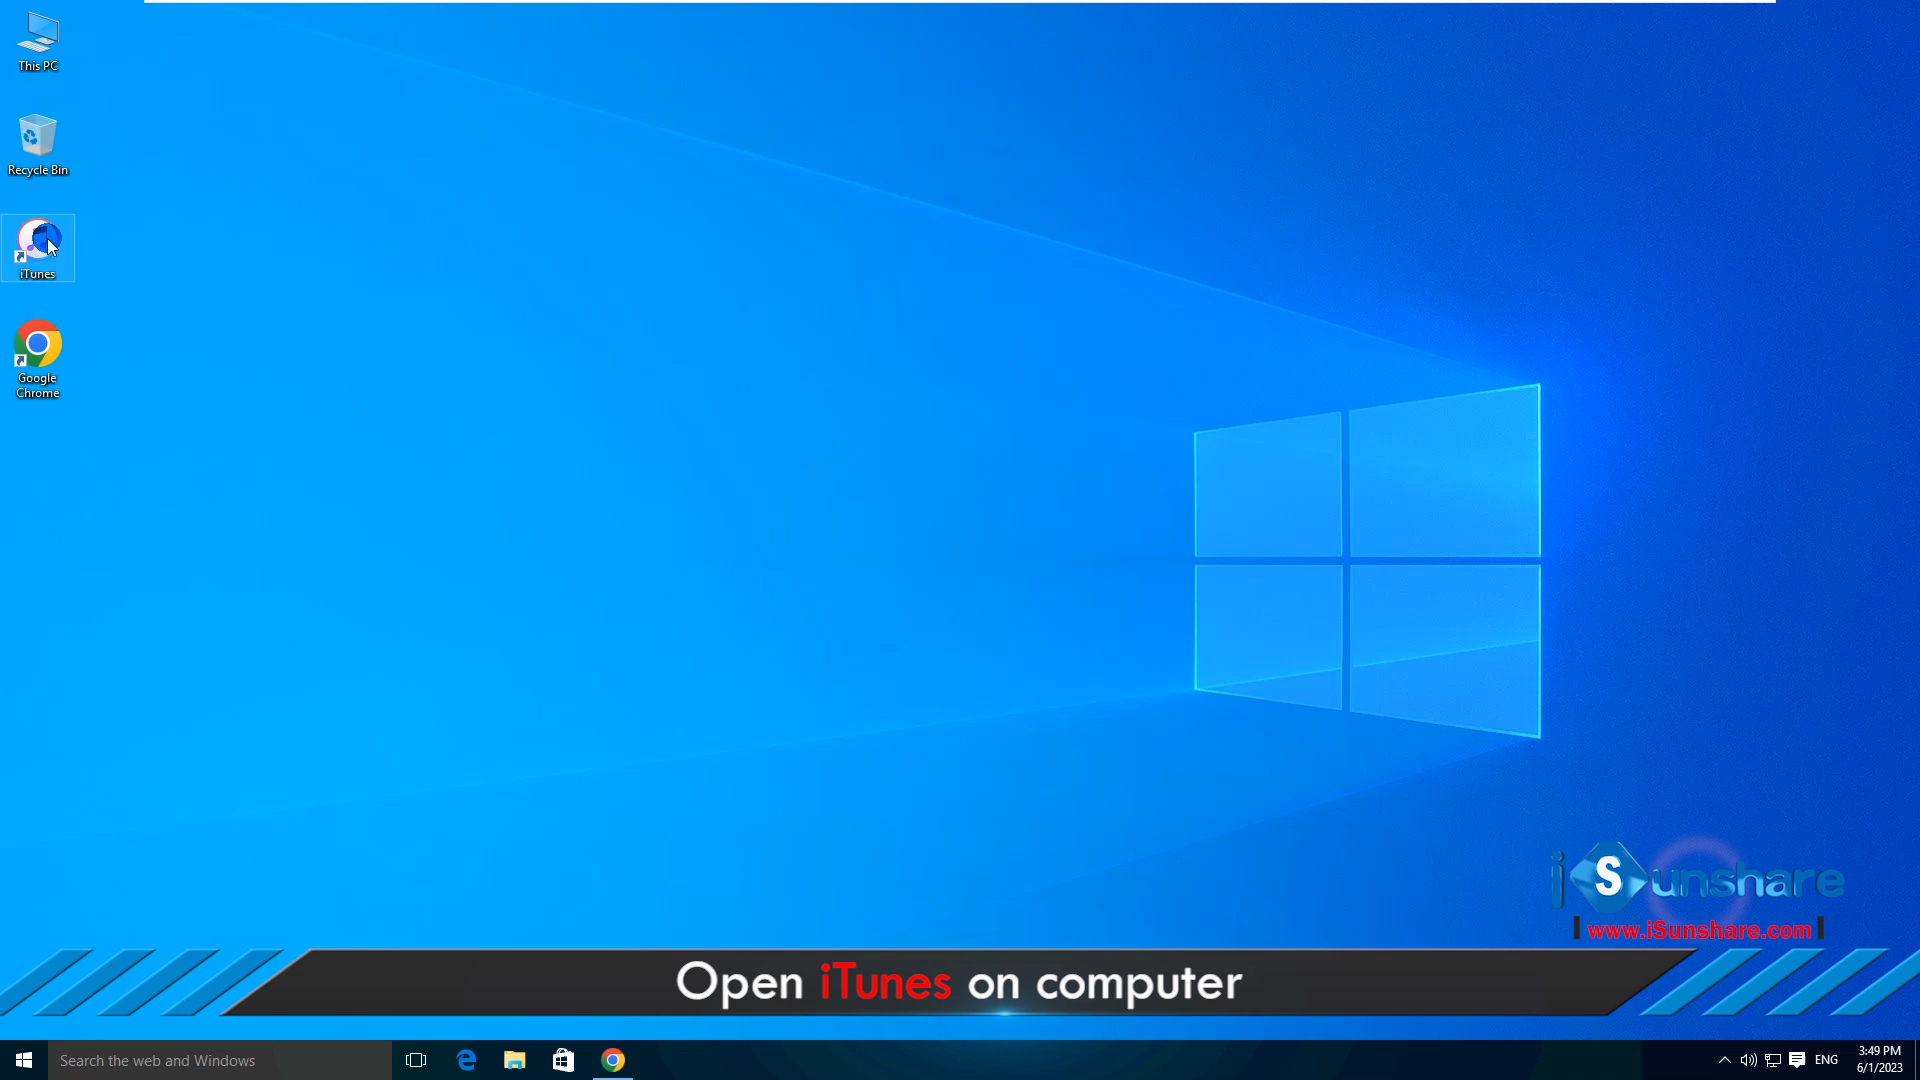 This PC
Recycle Bin
iTunes
Google
Chrome
iSunshare
www.iSunshare.com
Open iTunes on computer
Search the web and Windows
ENG
3:49 PM
6/1/2023